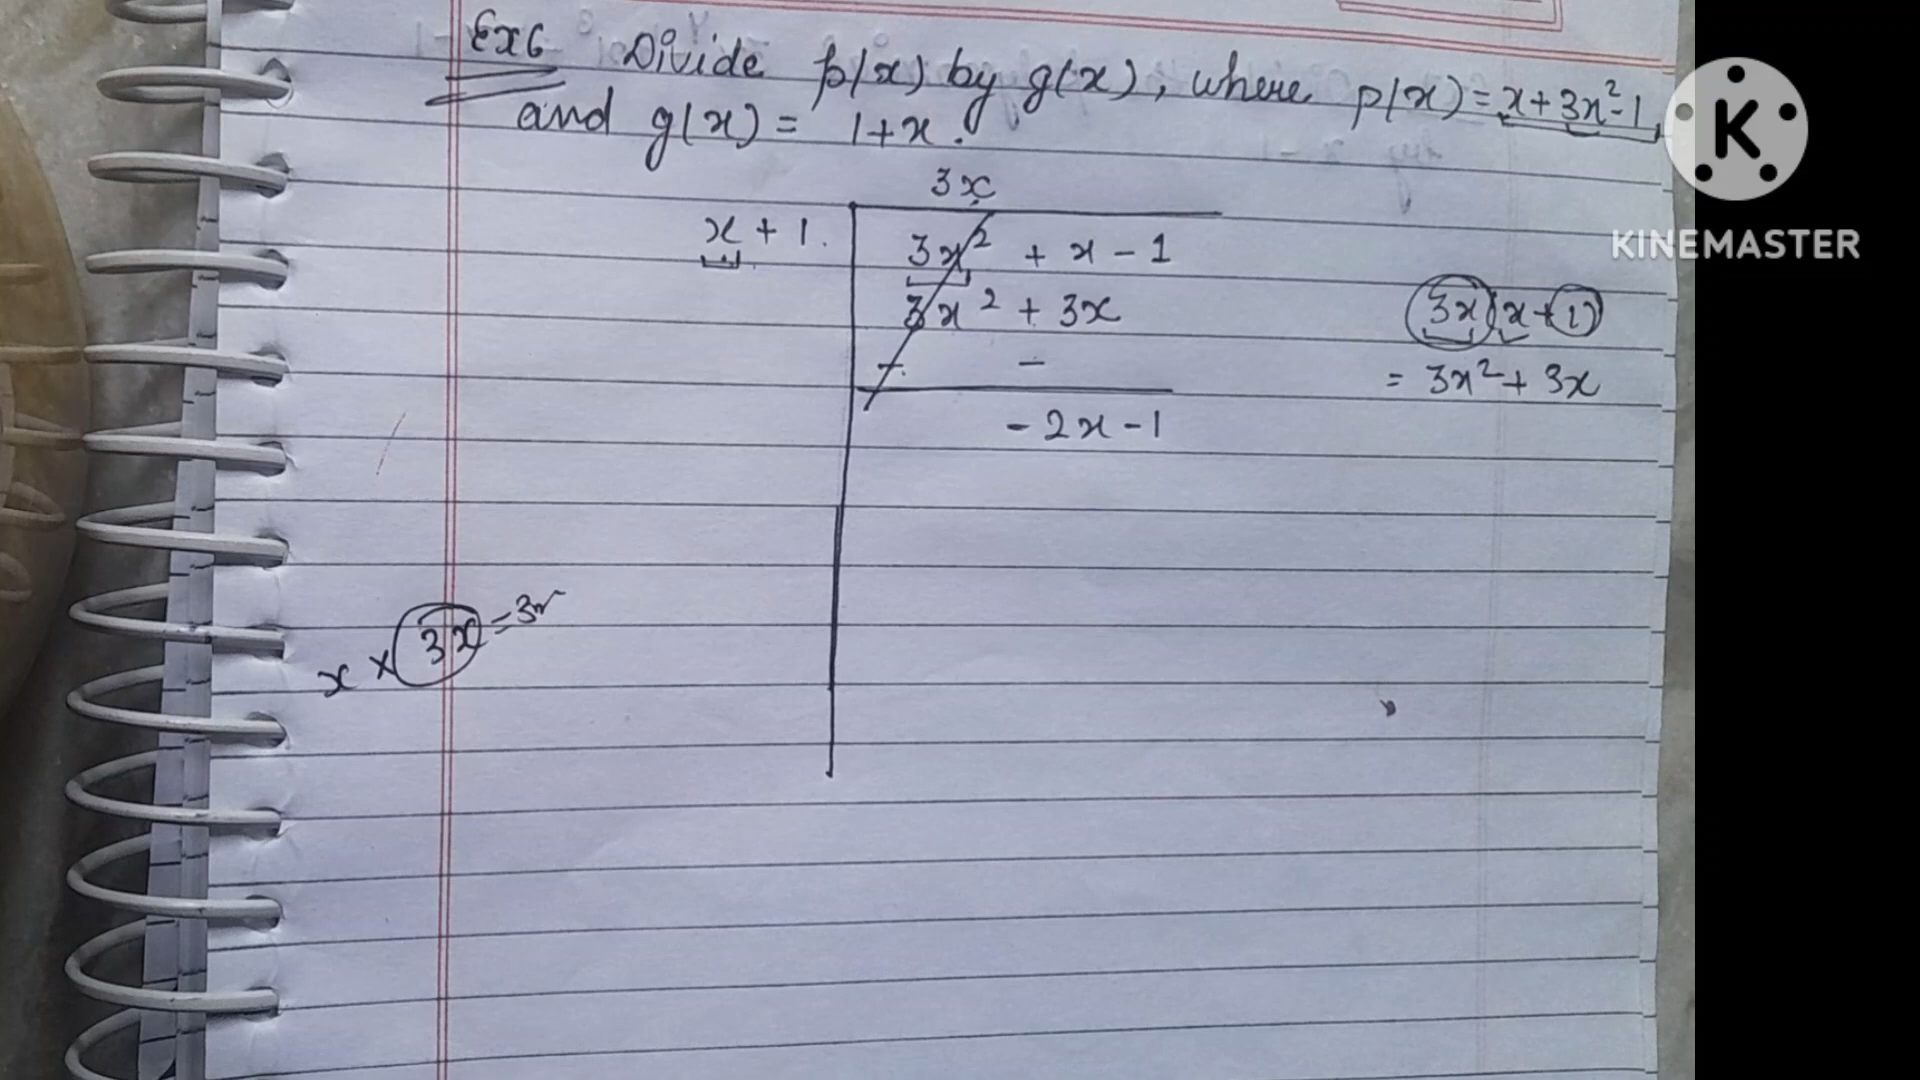 Ex6 Divide p(x) by g(x), where p(x) = x + 3x² - 1
and g(x) = 1 + x.
3x
x + 1. 3x² + x - 1
3x² + 3x
- -
- 2x - 1
3x(x + 1)
= 3x² + 3x
x × 3x = 3x
K
KINEMASTER